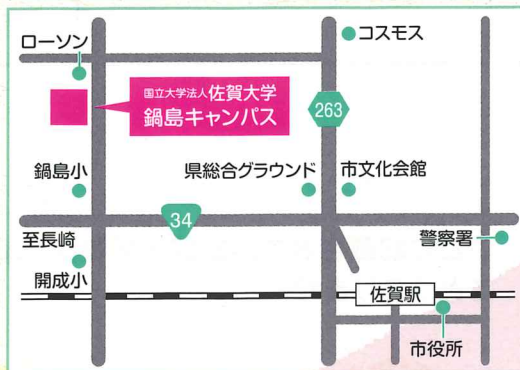 ローソン
コスモス
国立大学法人佐賀大学
鍋島キャンパス
263
鍋島小
県総合グラウンド
市文化会館
34
至長崎
警察署
開成小
佐賀駅
市役所